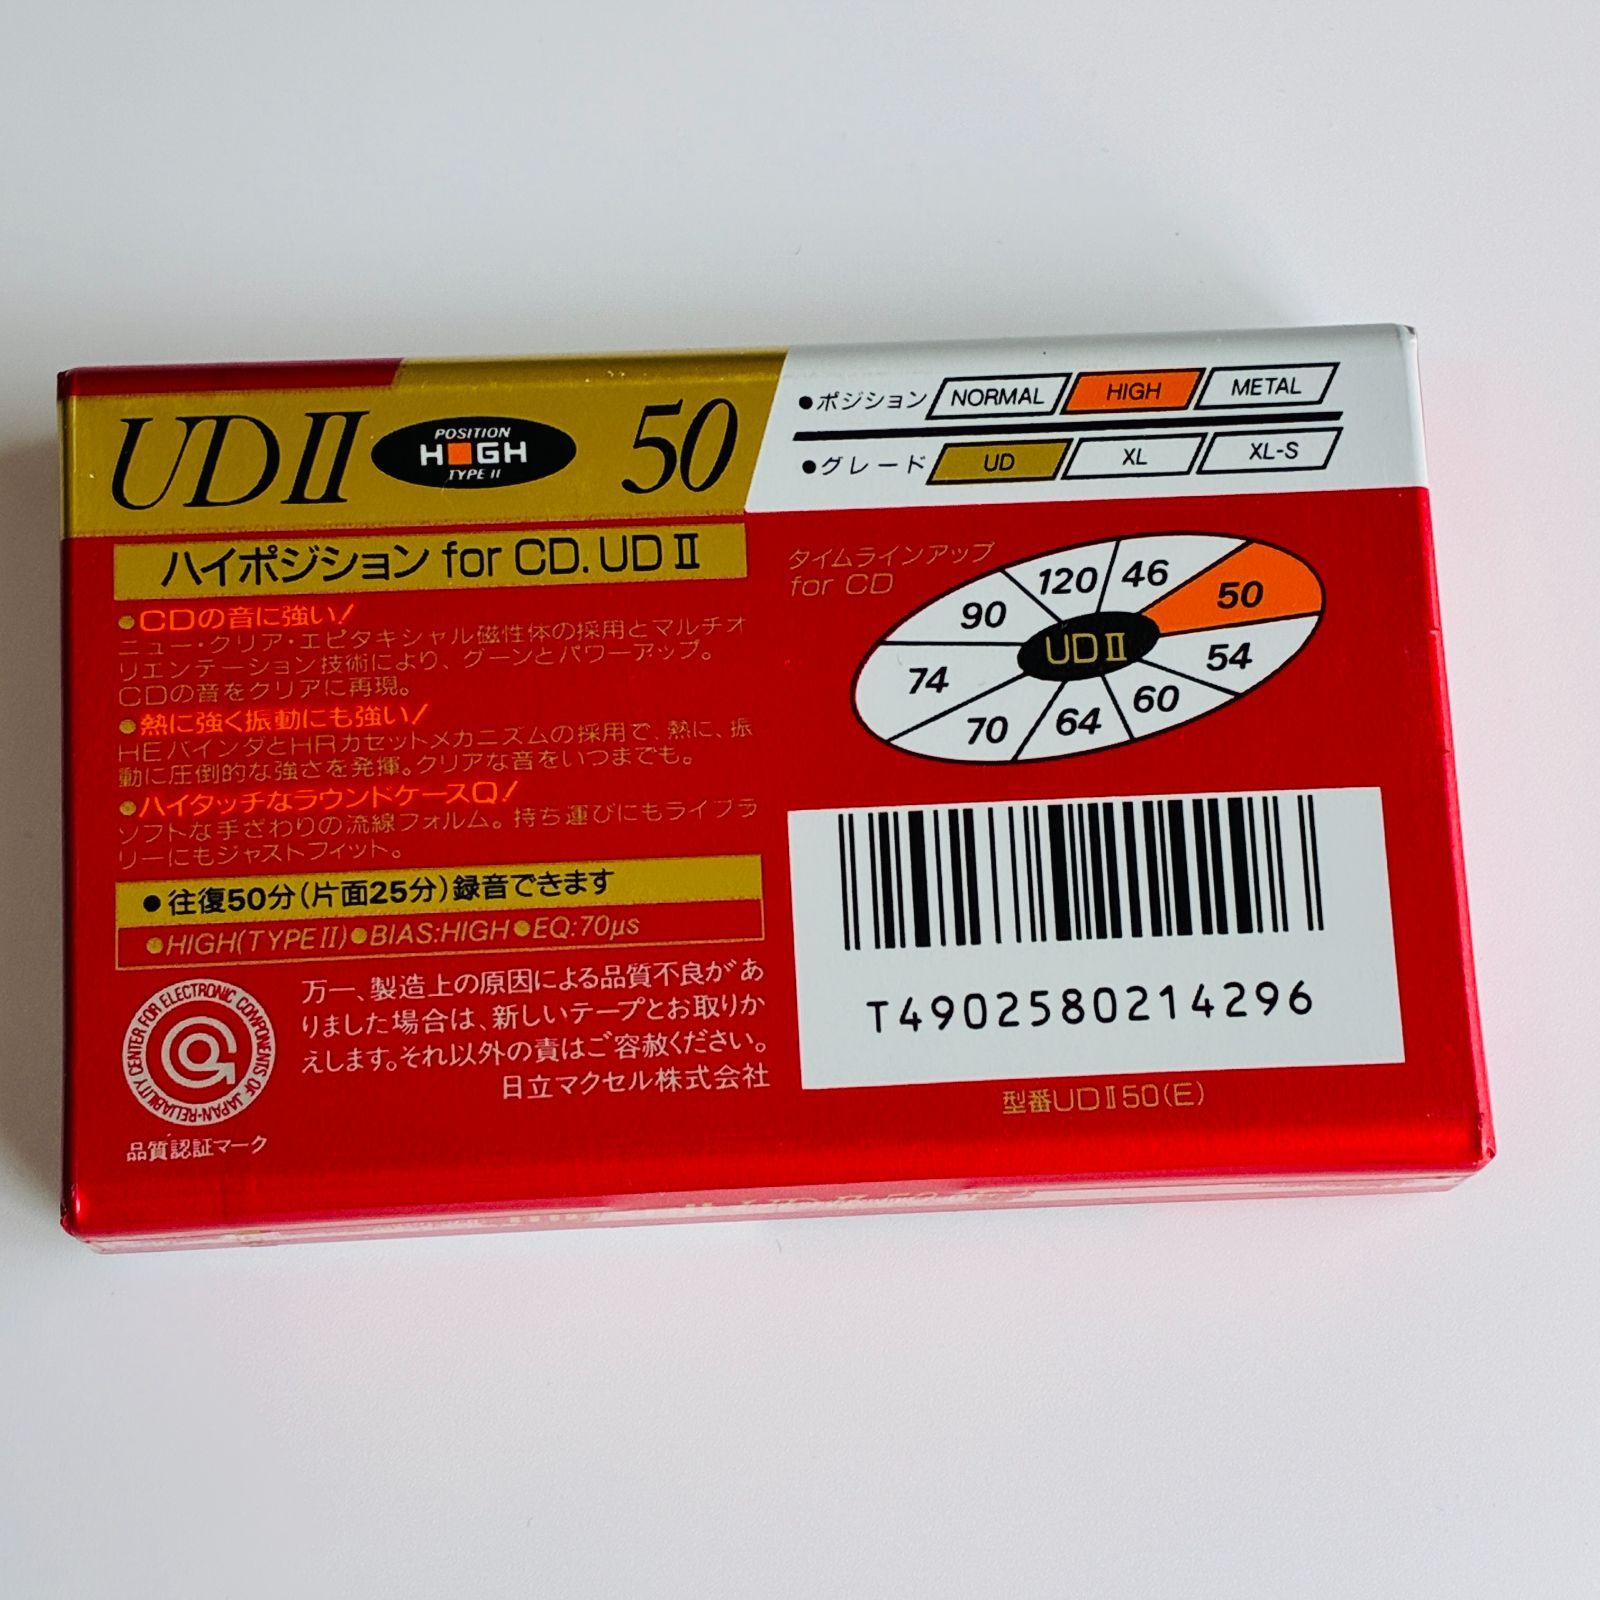 UDⅡ
POSITION
HIGH
TYPE II
50
●ポジション NORMAL HIGH METAL
●グレード UD XL XL-S
ハイポジション for CD. UDⅡ
●CDの音に強い!
ニュー・クリア・エピタキシャル磁性体の採用とマルチオ
リエンテーション技術により、グーンとパワーアップ。
CDの音をクリアに再現。
●熱に強く振動にも強い!
HEバインダとHRカセットメカニズムの採用で、熱に、振
動に圧倒的な強さを発揮。クリアな音をいつまでも。
●ハイタッチなラウンドケースQ!
ソフトな手ざわりの流線フォルム。持ち運びにもライブラ
リーにもジャストフィット。
●往復50分(片面25分)録音できます
●HIGH(TYPEⅡ)●BIAS:HIGH●EQ:70μs
RELIABILITY CENTER FOR ELECTRONIC COMPONENTS OF JAPAN-
品質認証マーク
万一、製造上の原因による品質不良があ
りました場合は、新しいテープとお取りか
えします。それ以外の責はご容赦ください。
日立マクセル株式会社
タイムラインアップ
for CD
46
50
54
60
64
70
74
90
120
UDⅡ
T4902580214296
型番UDⅡ50(E)